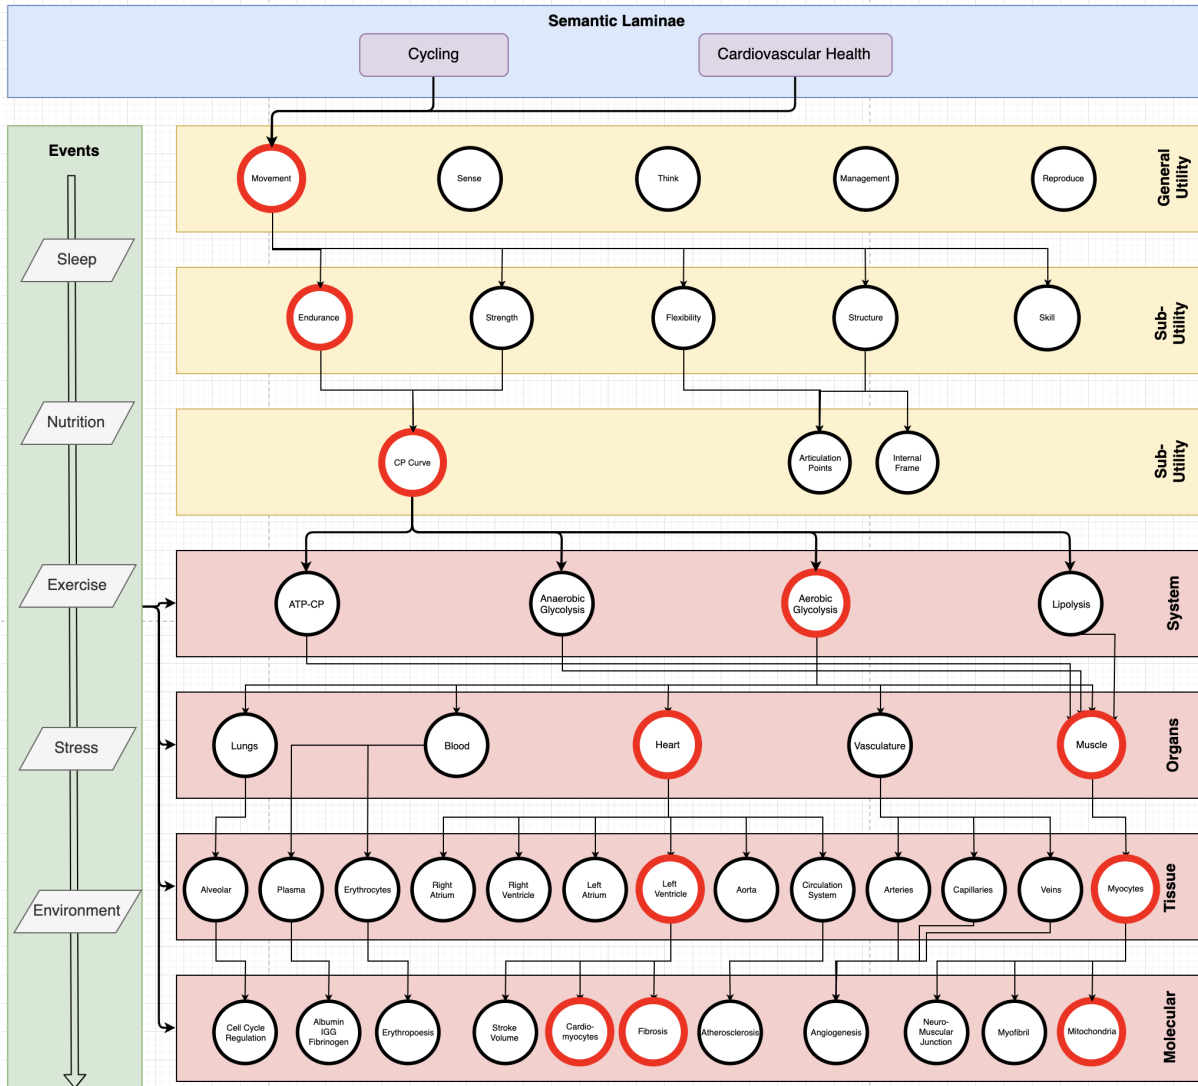 Semantic Laminae
Cycling
Cardiovascular Health
Events
Sleep
Nutrition
Exercise
Stress
Environment
Movement
Sense
Think
Management
Reproduce
General
Utility
Endurance
Strength
Flexibility
Structure
Skill
Sub-
Utility
CP Curve
Articulation
Points
Internal
Frame
Sub-
Utility
ATP-CP
Anaerobic
Glycolysis
Aerobic
Glycolysis
Lipolysis
System
Lungs
Blood
Heart
Vasculature
Muscle
Organs
Alveolar
Plasma
Erythrocytes
Right
Atrium
Right
Ventricle
Left
Atrium
Left
Ventricle
Aorta
Circulation
System
Arteries
Capillaries
Veins
Myocytes
Tissue
Cell Cycle
Regulation
Albumin
IGG
Fibrinogen
Erythropoesis
Stroke
Volume
Cardio-
myocytes
Fibrosis
Atherosclerosis
Angiogenesis
Neuro-
Muscular
Junction
Myofibril
Mitochondria
Molecular